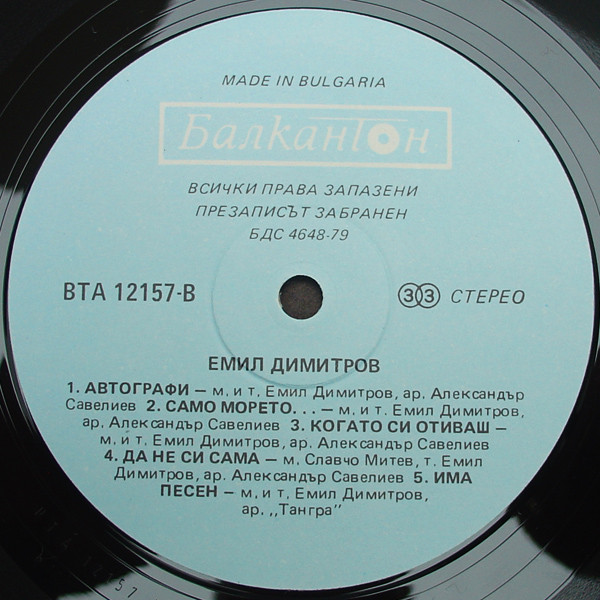 MADE IN BULGARIA
Балкантон
ВСИЧКИ ПРАВА ЗАПАЗЕНИ
ПРЕЗАПИСЪТ ЗАБРАНЕН
БДС 4648-79
ВТА 12157-В
33 СТЕРЕО
ЕМИЛ ДИМИТРОВ
1. АВТОГРАФИ – м. и т. Емил Димитров, ар. Александър
Савелиев 2. САМО МОРЕТО. . . – м. и т. Емил Димитров,
ар. Александър Савелиев 3. КОГАТО СИ ОТИВАШ –
м. и т. Емил Димитров, ар. Александър Савелиев
4. ДА НЕ СИ САМА – м. Славчо Митев, т. Емил
Димитров, ар. Александър Савелиев 5. ИМА
ПЕСЕН – м. и т. Емил Димитров,
ар. ,,Тангра"